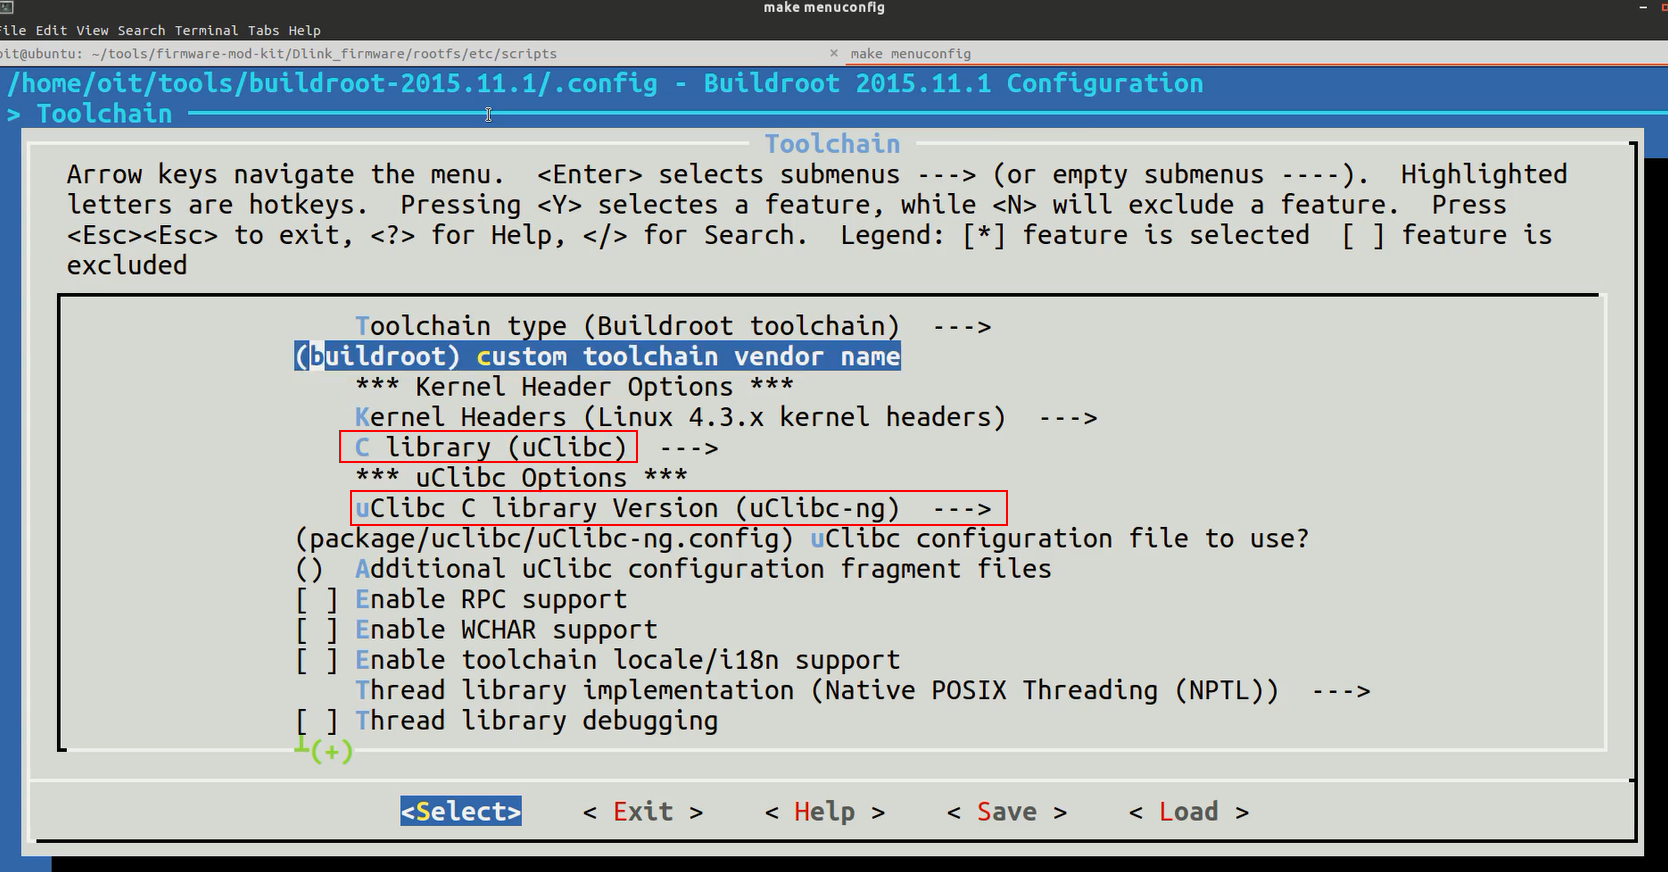 make menuconfig
File Edit View Search Terminal Tabs Help
oit@ubuntu: ~/tools/firmware-mod-kit/Dlink_firmware/rootfs/etc/scripts × make menuconfig
/home/oit/tools/buildroot-2015.11.1/.config - Buildroot 2015.11.1 Configuration
> Toolchain
Toolchain
Arrow keys navigate the menu.  <Enter> selects submenus ---> (or empty submenus ----).  Highlighted
letters are hotkeys.  Pressing <Y> selectes a feature, while <N> will exclude a feature.  Press
<Esc><Esc> to exit, <?> for Help, </> for Search.  Legend: [*] feature is selected  [ ] feature is
excluded
Toolchain type (Buildroot toolchain)  --->
(buildroot) custom toolchain vendor name
*** Kernel Header Options ***
Kernel Headers (Linux 4.3.x kernel headers)  --->
C library (uClibc)  --->
*** uClibc Options ***
uClibc C library Version (uClibc-ng)  --->
(package/uclibc/uClibc-ng.config) uClibc configuration file to use?
()  Additional uClibc configuration fragment files
[ ] Enable RPC support
[ ] Enable WCHAR support
[ ] Enable toolchain locale/i18n support
Thread library implementation (Native POSIX Threading (NPTL))  --->
[ ] Thread library debugging
┴(+)
<Select>    < Exit >    < Help >    < Save >    < Load >